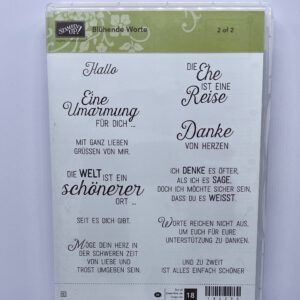 STAMPIN' UP!
Blühende Worte
2 of 2
Hallo
Eine
Umarmung
FÜR DICH ...
MIT GANZ LIEBEN
GRÜSSEN VON MIR.
DIE WELT IST EIN
schönerer
ORT ...
SEIT ES DICH GIBT.
MÖGE DEIN HERZ IN
DER SCHWEREN ZEIT
VON LIEBE UND
TROST UMGEBEN SEIN.
DIE
Ehe
IST EINE
Reise
Danke
VON HERZEN
ICH DENKE ES ÖFTER,
ALS ICH ES SAGE,
DOCH ICH MÖCHTE SICHER SEIN,
DASS DU ES WEISST.
WORTE REICHEN NICHT AUS,
UM EUCH FÜR EURE
UNTERSTÜTZUNG ZU DANKEN.
UND ZU ZWEIT
IST ALLES EINFACH SCHÖNER
18